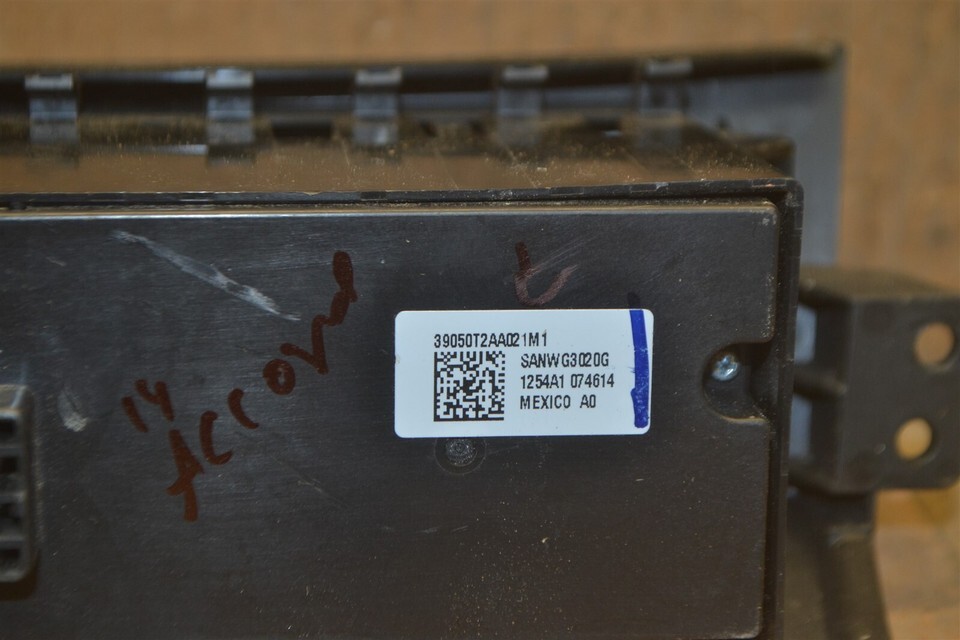 39050T2AA021M1
SANWG3020G
1254A1 074614
MEXICO A0
14
Accord